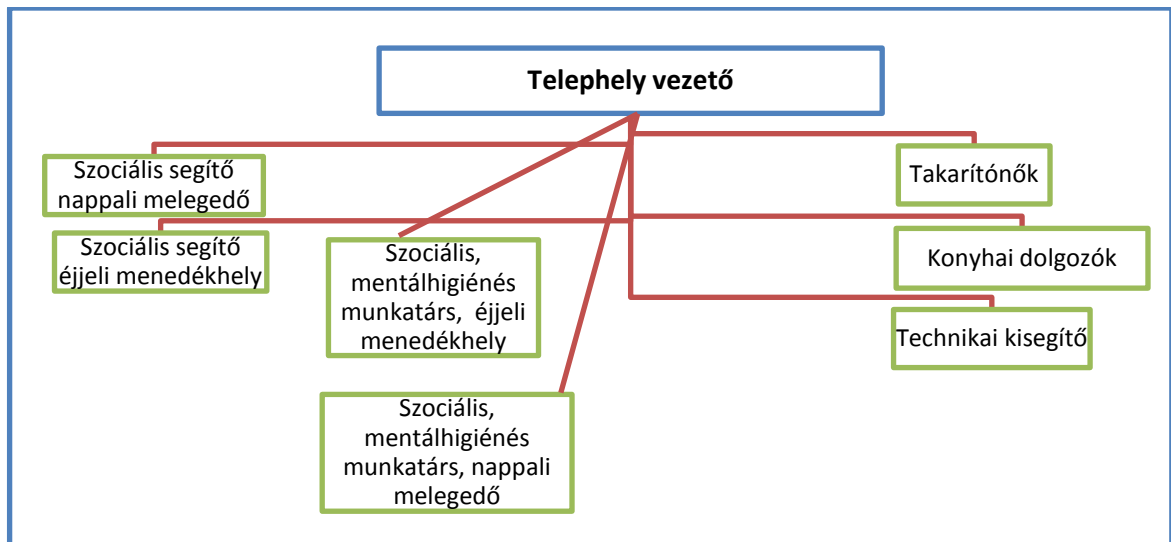 Telephely vezető
Szociális segítő
nappali melegedő
Szociális segítő
éjjeli menedékhely
Szociális,
mentálhigiénés
munkatárs, éjjeli
menedékhely
Szociális,
mentálhigiénés
munkatárs, nappali
melegedő
Takarítónők
Konyhai dolgozók
Technikai kisegítő